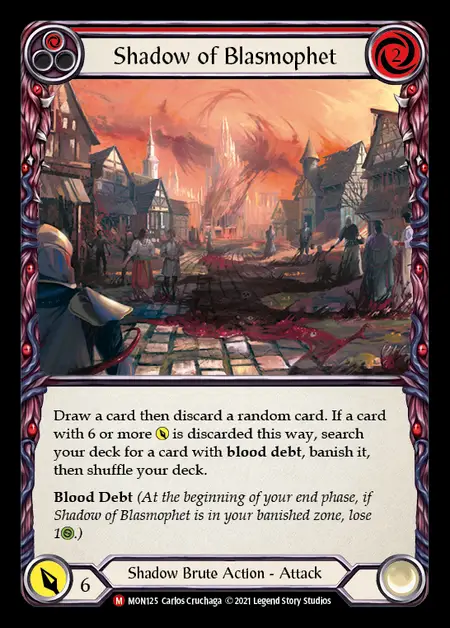 Shadow of Blasmophet
2
Draw a card then discard a random card. If a card
with 6 or more is discarded this way, search
your deck for a card with blood debt, banish it,
then shuffle your deck.
Blood Debt (At the beginning of your end phase, if
Shadow of Blasmophet is in your banished zone, lose
1.)
6
Shadow Brute Action - Attack
M MON125 Carlos Cruchaga © 2021 Legend Story Studios